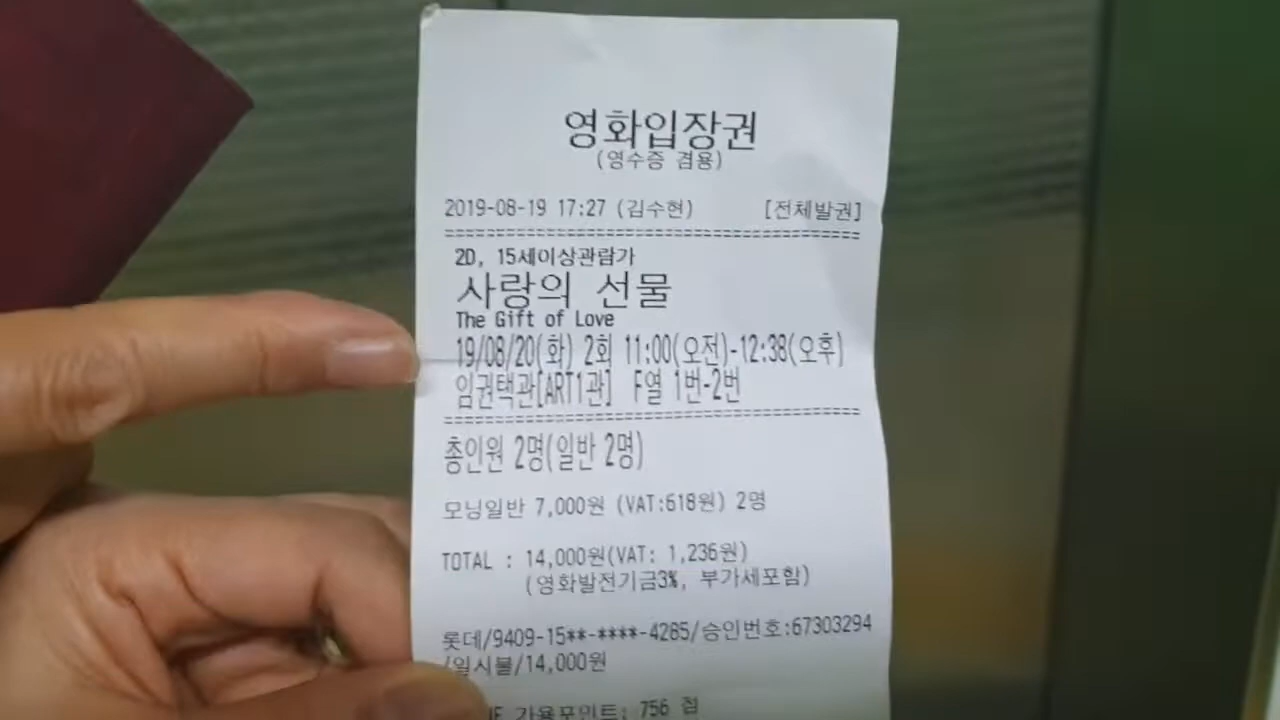 영화입장권
(영수증 겸용)
2019-08-19 17:27 (김수현) [전체발권]
2D, 15세이상관람가
사랑의 선물
The Gift of Love
19/08/20(화) 2회 11:00(오전)-12:38(오후)
임권택관[ART1관] F열 1번-2번
총인원 2명(일반 2명)
모닝일반 7,000원 (VAT:618원) 2명
TOTAL : 14,000원(VAT: 1,236원)
(영화발전기금3%, 부가세포함)
롯데/9409-15**-****-4285/승인번호:67303294
/일시불/14,000원
가용포인트: 756 점